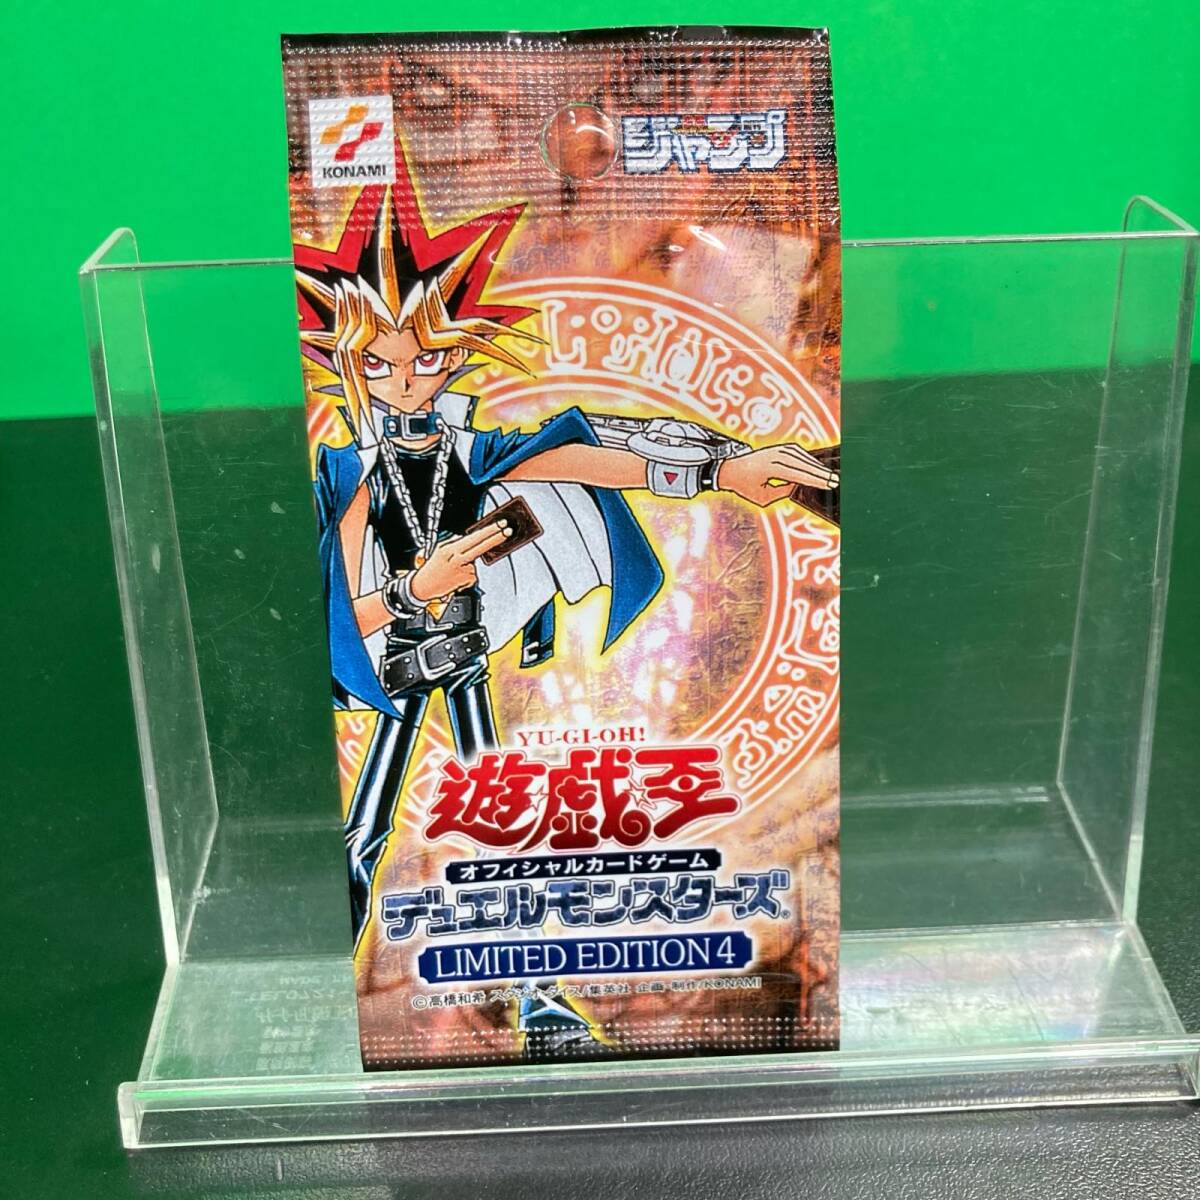 KONAMI
ジャンプ
YU-GI-OH!
遊☆戯☆王
オフィシャルカードゲーム
デュエルモンスターズ®
LIMITED EDITION 4
©高橋和希 スタジオ・ダイス/集英社 企画・制作/KONAMI